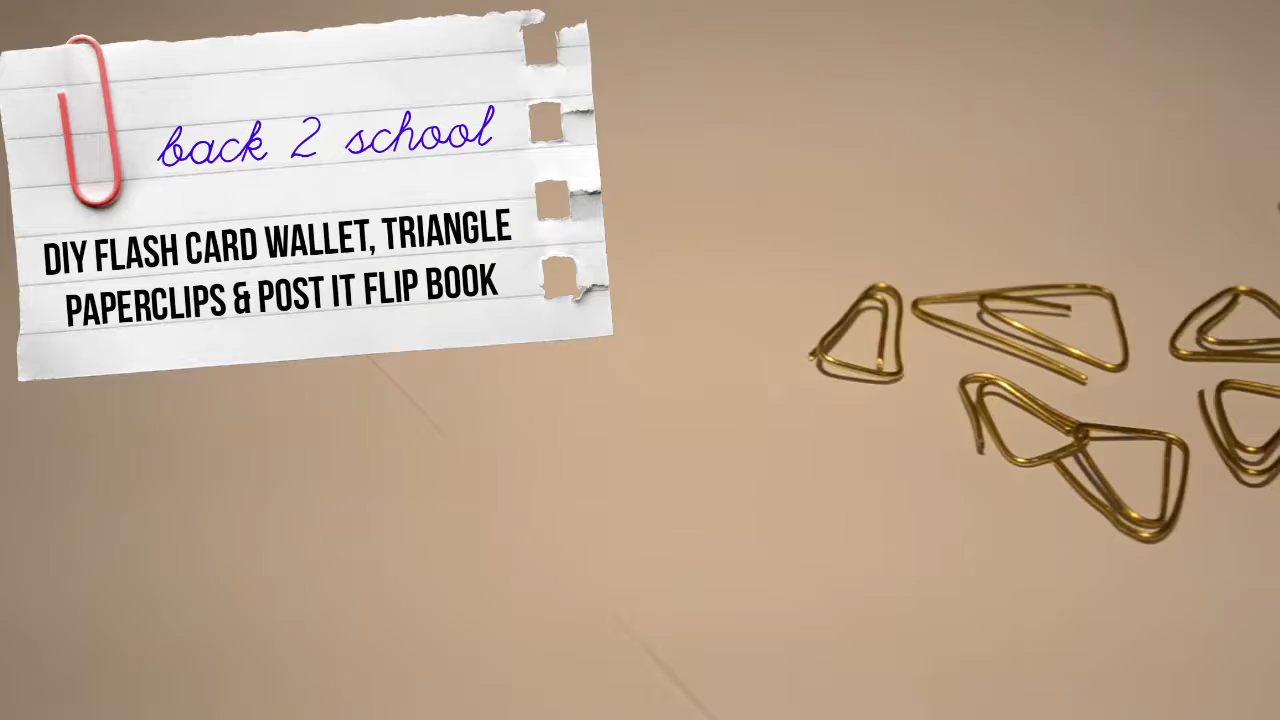 back 2 school
DIY FLASH CARD WALLET, TRIANGLE
PAPERCLIPS & POST IT FLIP BOOK